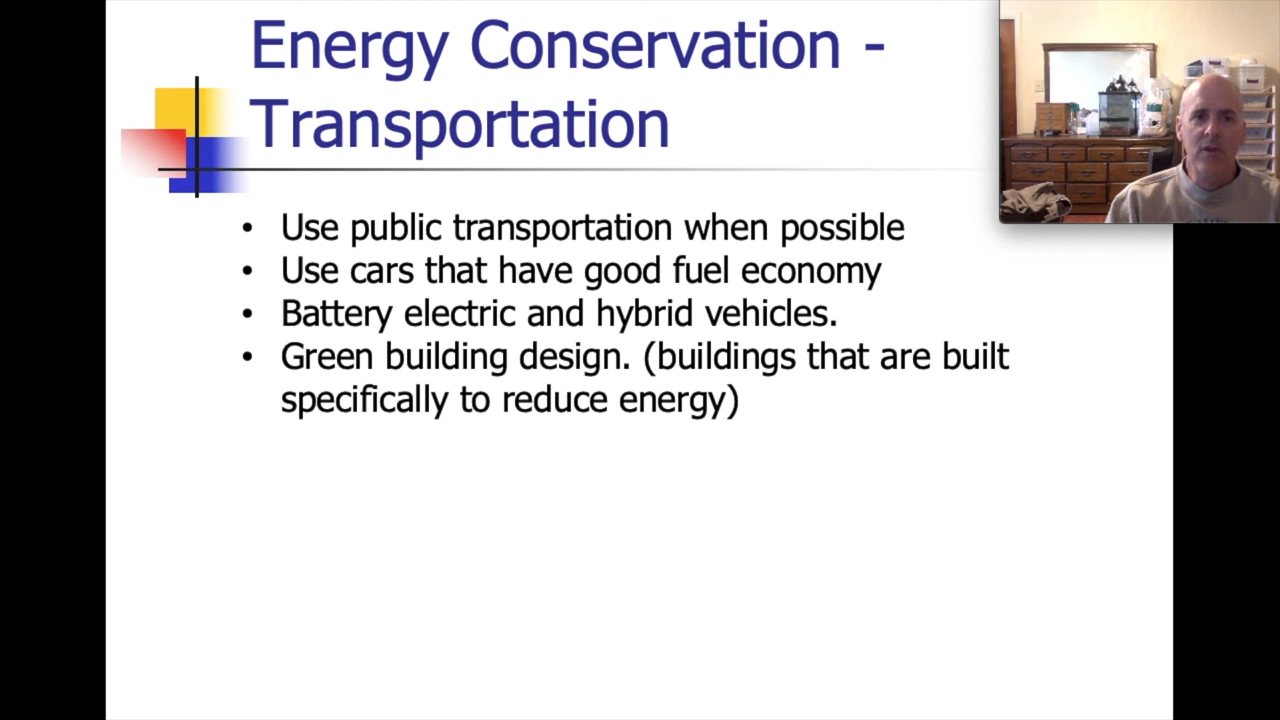 Energy Conservation -
Transportation
• Use public transportation when possible
• Use cars that have good fuel economy
• Battery electric and hybrid vehicles.
• Green building design. (buildings that are built
specifically to reduce energy)